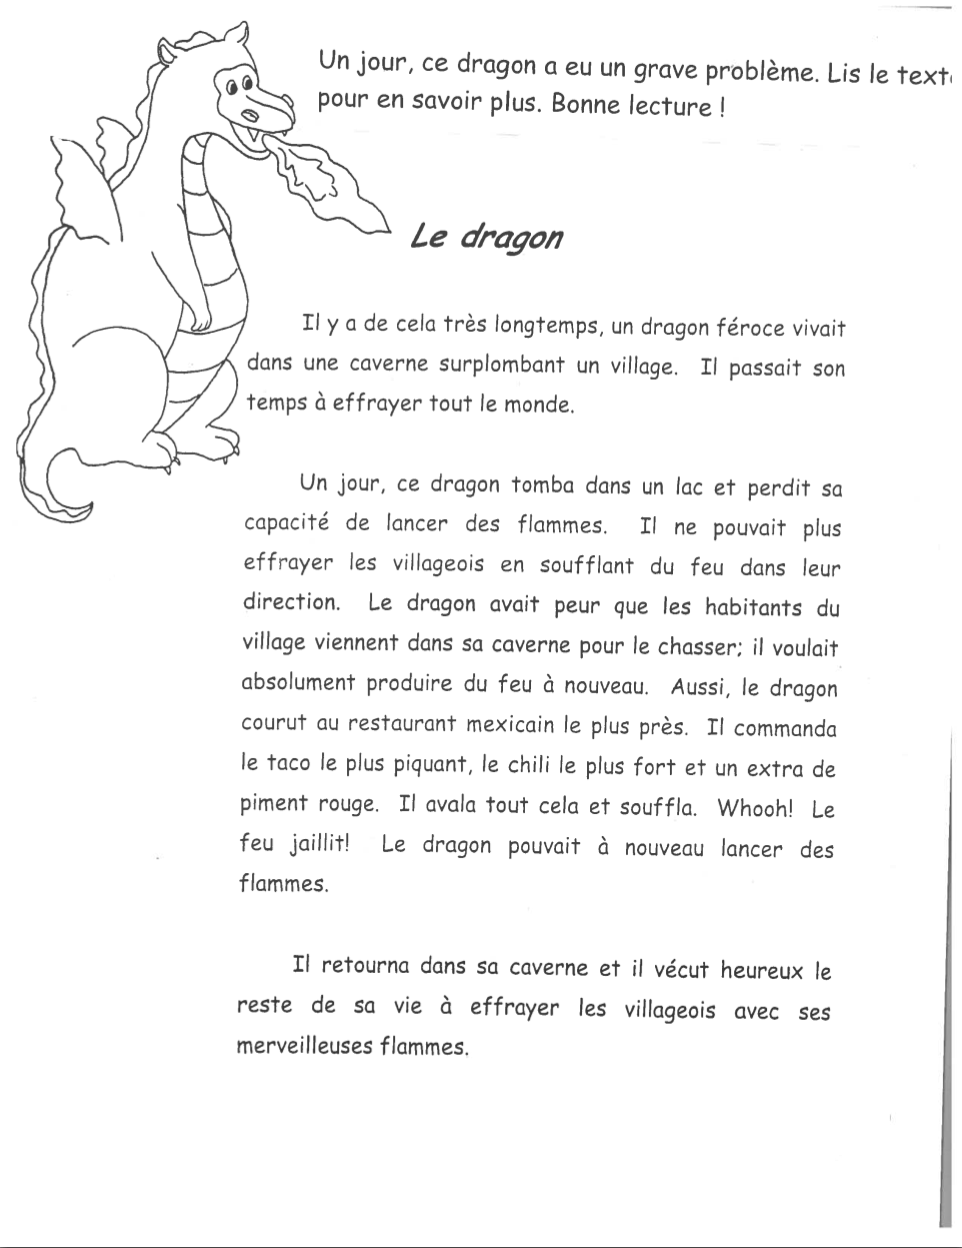 Un jour, ce dragon a eu un grave problème. Lis le text
pour en savoir plus. Bonne lecture !
Le dragon
Il y a de cela très longtemps, un dragon féroce vivait
dans une caverne surplombant un village. Il passait son
temps à effrayer tout le monde.
Un jour, ce dragon tomba dans un lac et perdit sa
capacité de lancer des flammes. Il ne pouvait plus
effrayer les villageois en soufflant du feu dans leur
direction. Le dragon avait peur que les habitants du
village viennent dans sa caverne pour le chasser; il voulait
absolument produire du feu à nouveau. Aussi, le dragon
courut au restaurant mexicain le plus près. Il commanda
le taco le plus piquant, le chili le plus fort et un extra de
piment rouge. Il avala tout cela et souffla. Whooh! Le
feu jaillit! Le dragon pouvait à nouveau lancer des
flammes.
Il retourna dans sa caverne et il vécut heureux le
reste de sa vie à effrayer les villageois avec ses
merveilleuses flammes.